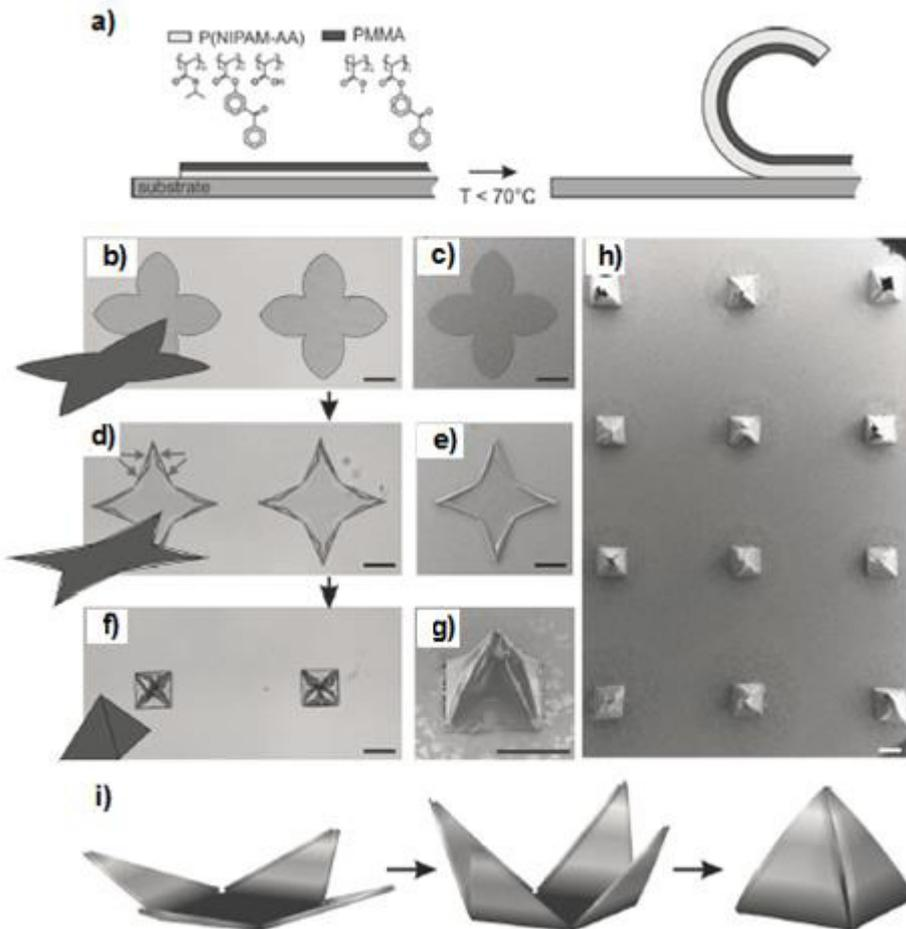 a)
P(NIPAM-AA) PMMA
substrate
T < 70°C
b)
c)
h)
d)
e)
f)
g)
i)